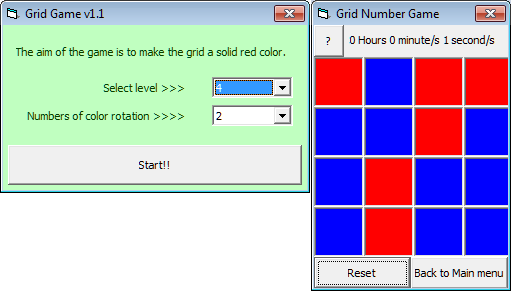 Grid Game v1.1
The aim of the game is to make the grid a solid red color.
Select level >>>
4
Numbers of color rotation >>>>
2
Start!!
Grid Number Game
?
0 Hours 0 minute/s 1 second/s
Reset
Back to Main menu